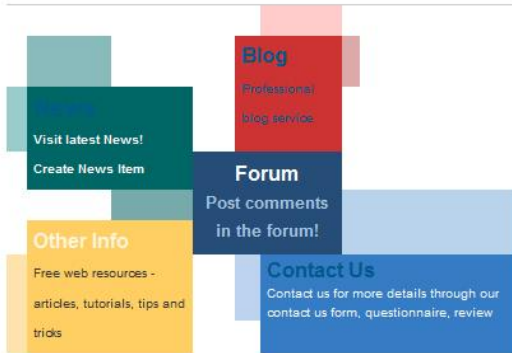 Blog
Professional
blog service
News
Visit latest News!
Create News Item
Forum
Post comments
in the forum!
Other Info
Free web resources -
articles, tutorials, tips and
tricks
Contact Us
Contact us for more details through our
contact us form, questionnaire, review